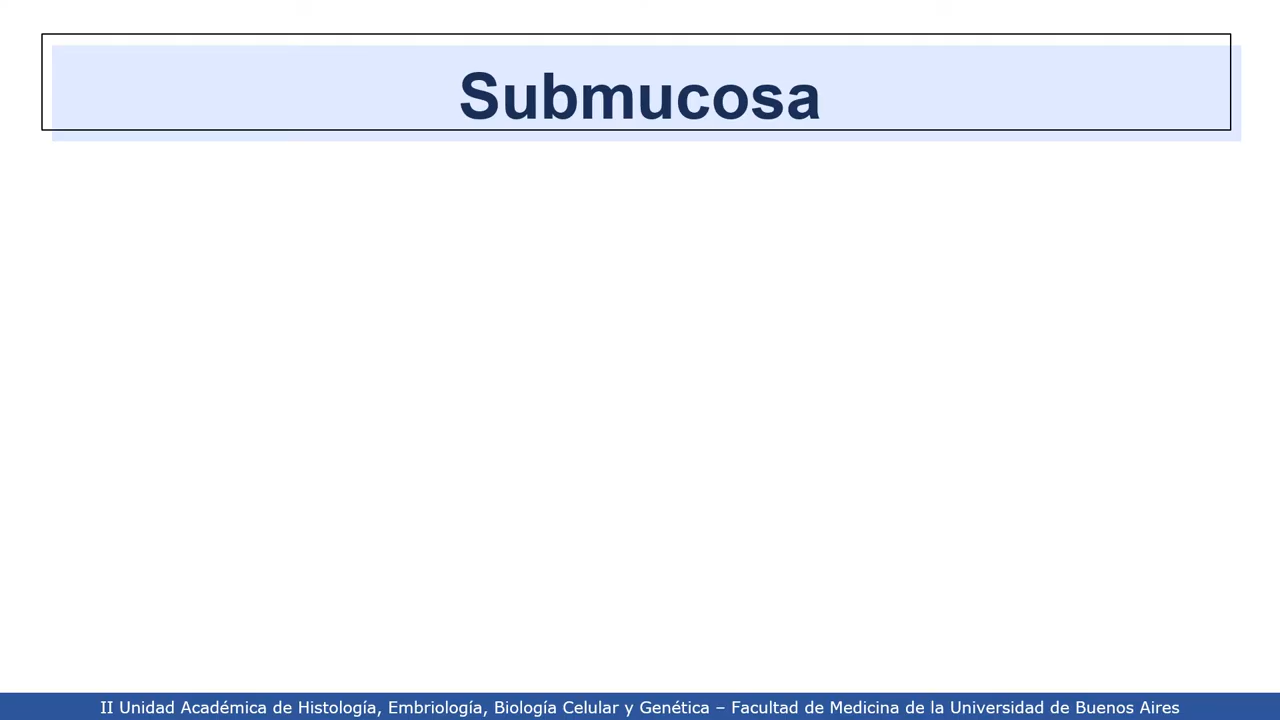 Submucosa
II Unidad Académica de Histología, Embriología, Biología Celular y Genética – Facultad de Medicina de la Universidad de Buenos Aires